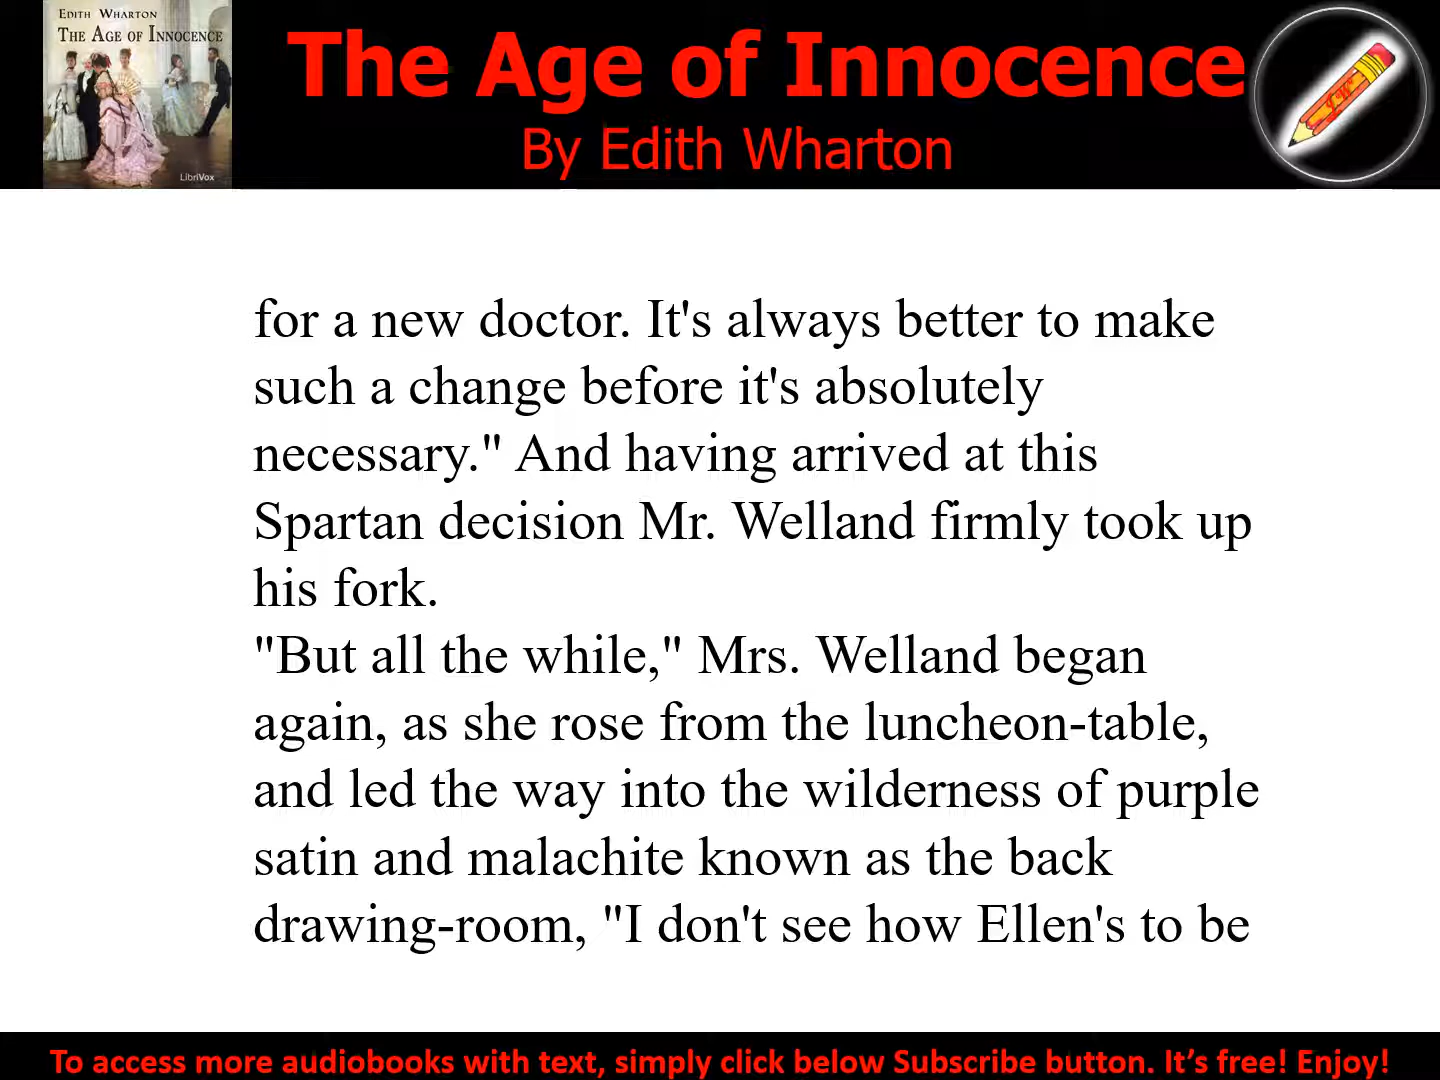 EDITH WHARTON
THE AGE OF INNOCENCE
LibriVox
The Age of Innocence
By Edith Wharton
for a new doctor. It's always better to make
such a change before it's absolutely
necessary." And having arrived at this
Spartan decision Mr. Welland firmly took up
his fork.
"But all the while," Mrs. Welland began
again, as she rose from the luncheon-table,
and led the way into the wilderness of purple
satin and malachite known as the back
drawing-room, "I don't see how Ellen's to be
To access more audiobooks with text, simply click below Subscribe button. It’s free! Enjoy!